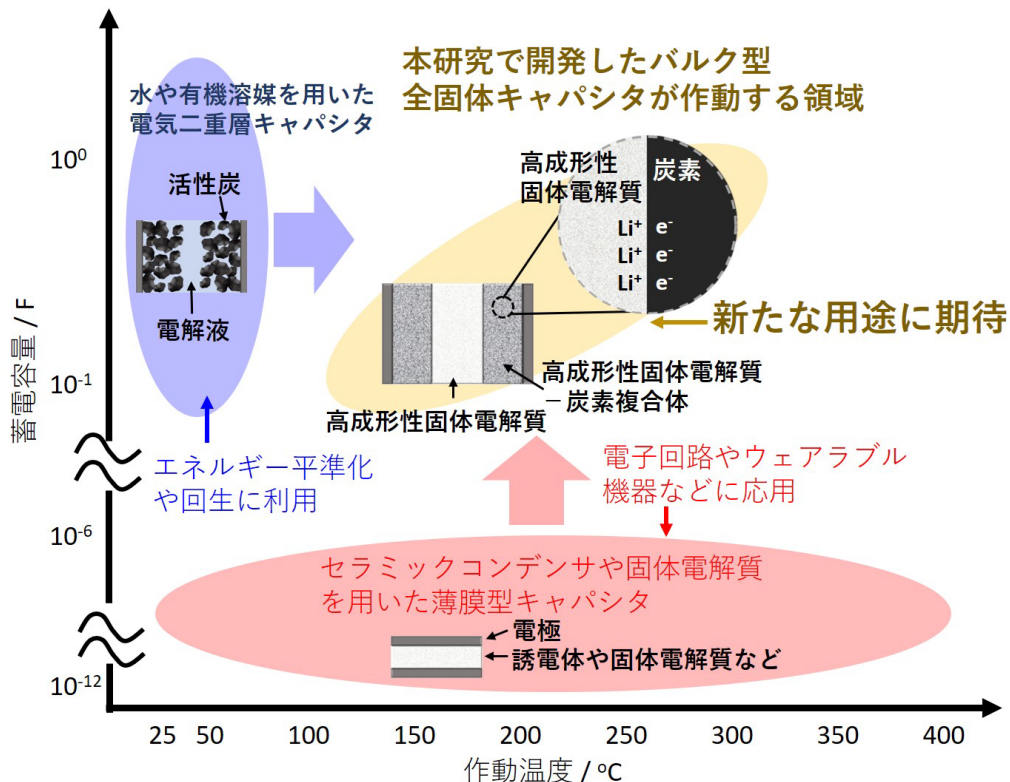 本研究で開発したバルク型
全固体キャパシタが作動する領域
水や有機溶媒を用いた
電気二重層キャパシタ
活性炭
電解液
高成形性
固体電解質
炭素
Li⁺ e⁻
Li⁺ e⁻
Li⁺ e⁻
新たな用途に期待
高成形性固体電解質
－炭素複合体
高成形性固体電解質
エネルギー平準化
や回生に利用
電子回路やウェアラブル
機器などに応用
セラミックコンデンサや固体電解質
を用いた薄膜型キャパシタ
電極
誘電体や固体電解質など
蓄電容量 / F
10⁰
10⁻¹
10⁻⁶
10⁻¹²
25 50 100 150 200 250 300 350 400
作動温度 / ᵒC